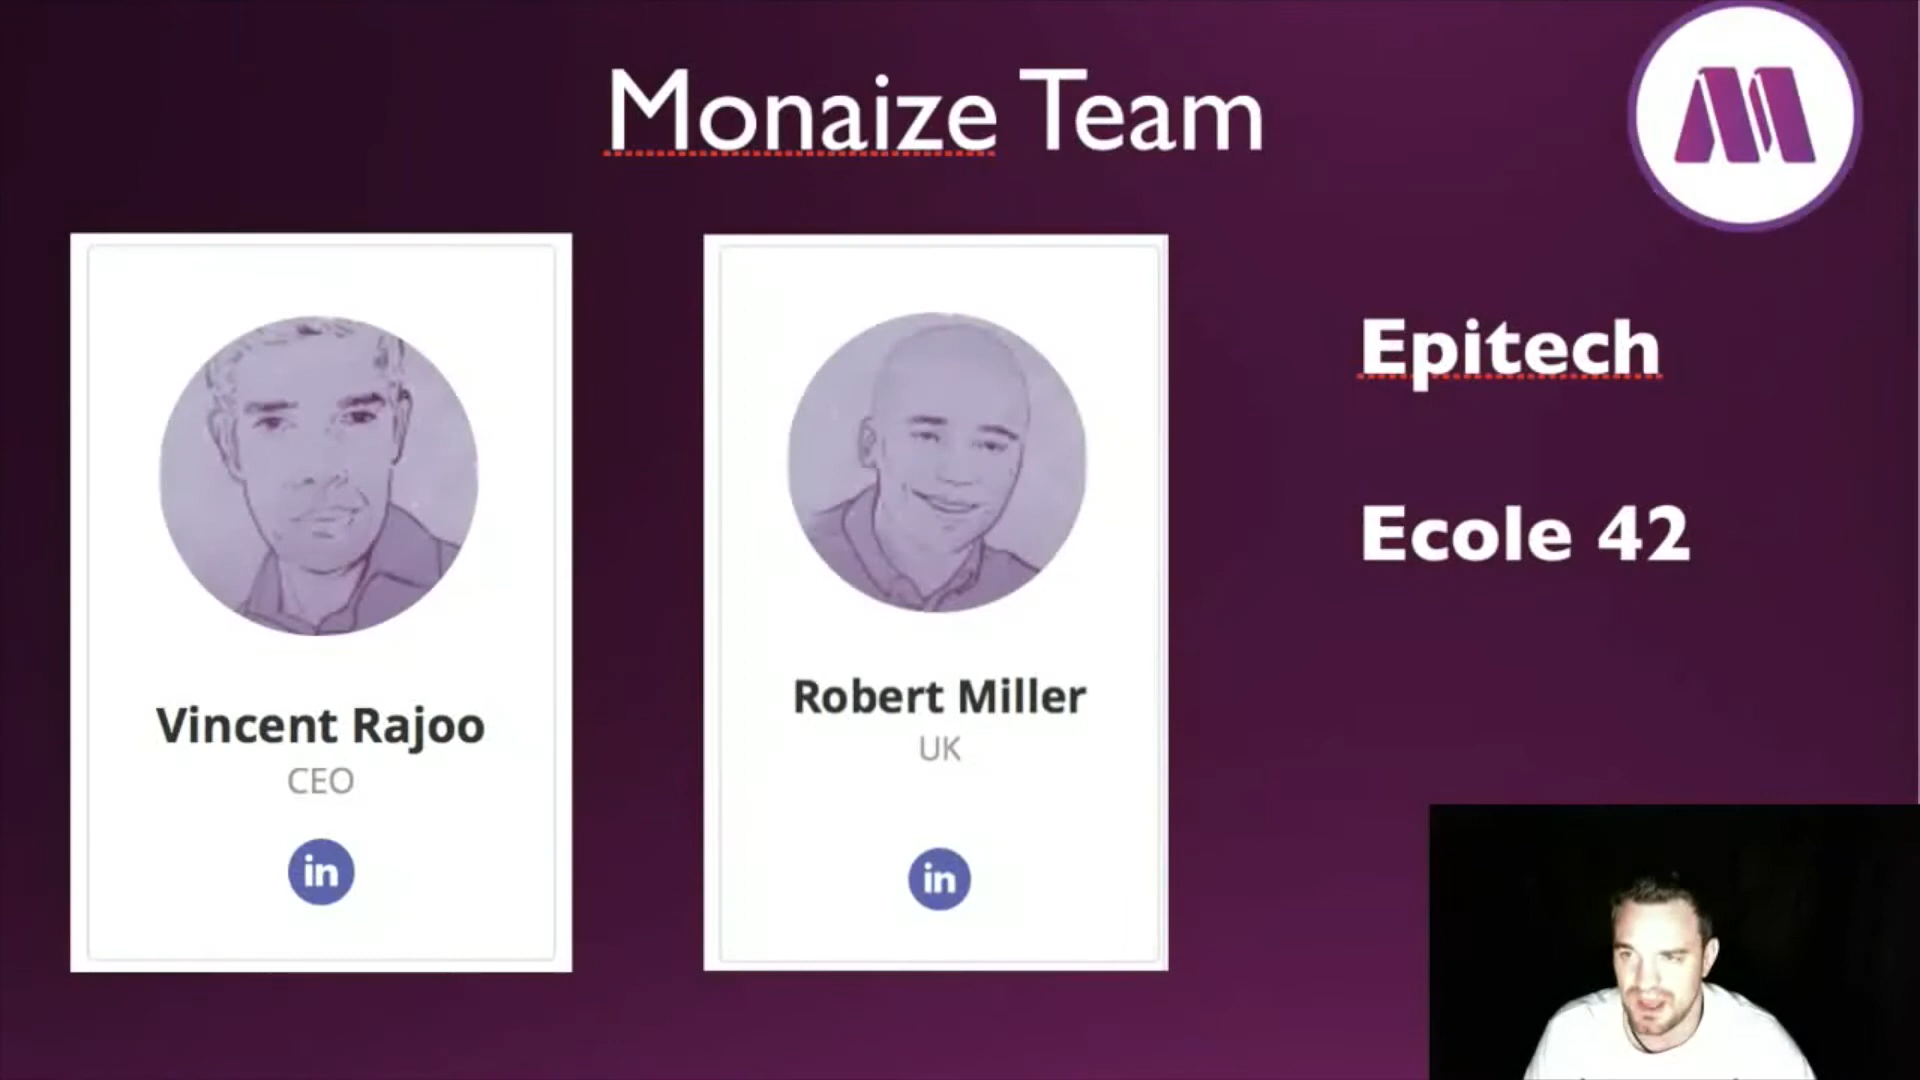 Monaize Team
Vincent Rajoo
CEO
in
Robert Miller
UK
in
Epitech
Ecole 42